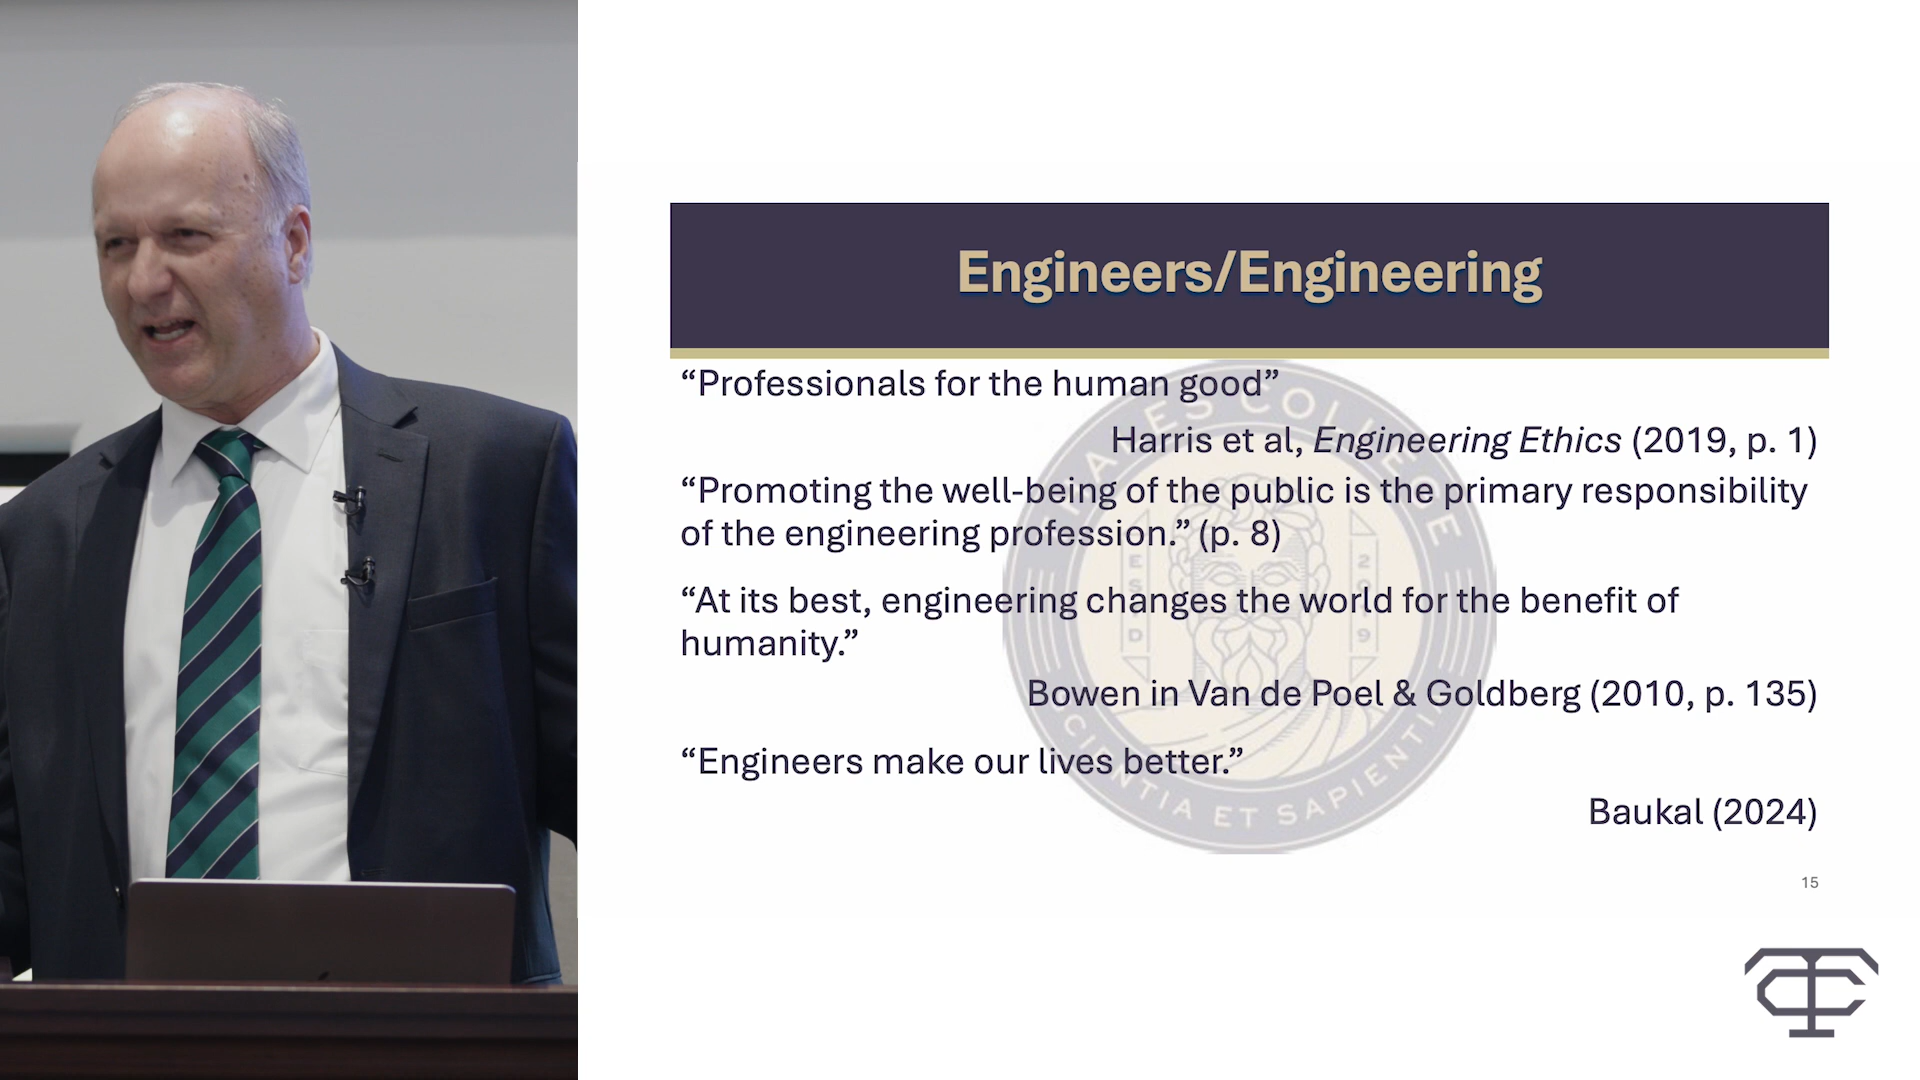 Engineers/Engineering
“Professionals for the human good”
Harris et al, Engineering Ethics (2019, p. 1)
“Promoting the well-being of the public is the primary responsibility
of the engineering profession.” (p. 8)
“At its best, engineering changes the world for the benefit of
humanity.”
Bowen in Van de Poel & Goldberg (2010, p. 135)
“Engineers make our lives better.”
Baukal (2024)
15
TC